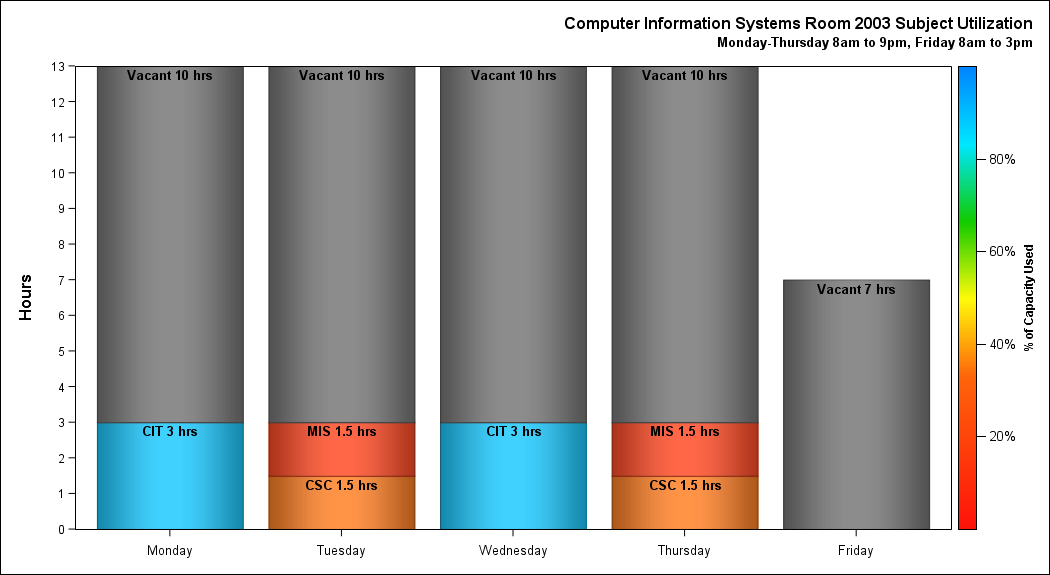 Computer Information Systems Room 2003 Subject Utilization
Monday-Thursday 8am to 9pm, Friday 8am to 3pm
Hours
13
12
11
10
9
8
7
6
5
4
3
2
1
0
Vacant 10 hrs
CIT 3 hrs
Vacant 10 hrs
MIS 1.5 hrs
CSC 1.5 hrs
Vacant 10 hrs
CIT 3 hrs
Vacant 10 hrs
MIS 1.5 hrs
CSC 1.5 hrs
Vacant 7 hrs
Monday
Tuesday
Wednesday
Thursday
Friday
80%
60%
40%
20%
% of Capacity Used